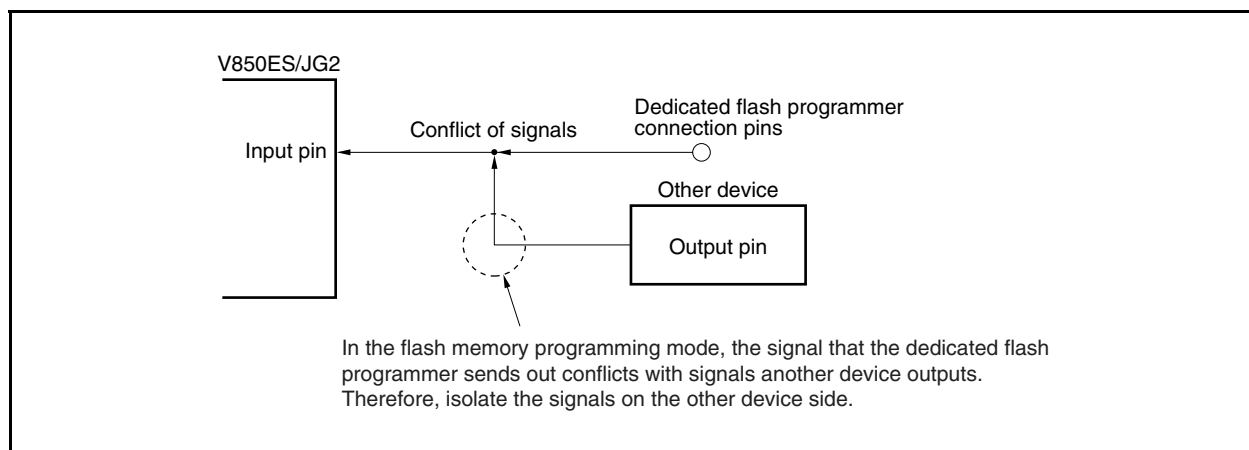 V850ES/JG2
Dedicated flash programmer
connection pins
Conflict of signals
Input pin
Other device
Output pin
In the flash memory programming mode, the signal that the dedicated flash
programmer sends out conflicts with signals another device outputs.
Therefore, isolate the signals on the other device side.